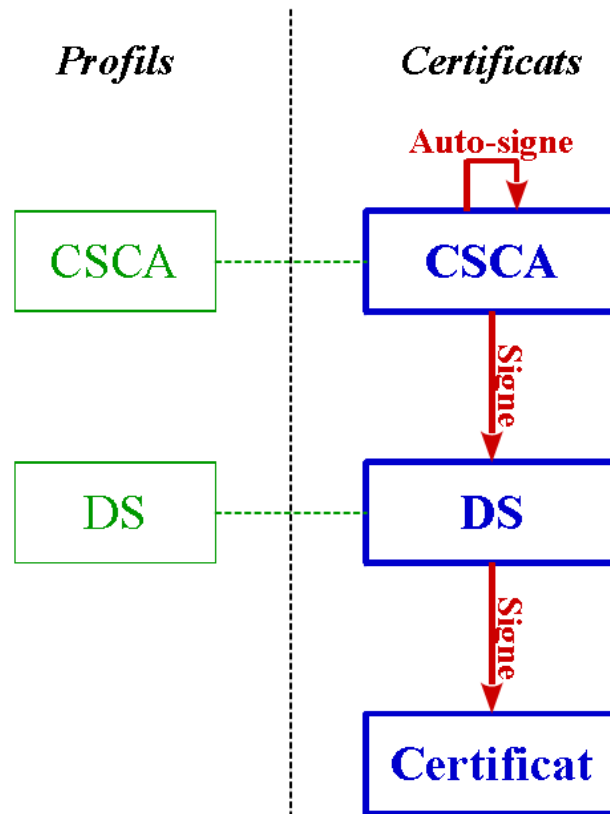 Profils
Certificats
Auto-signe
CSCA
CSCA
Signe
DS
DS
Signe
Certificat